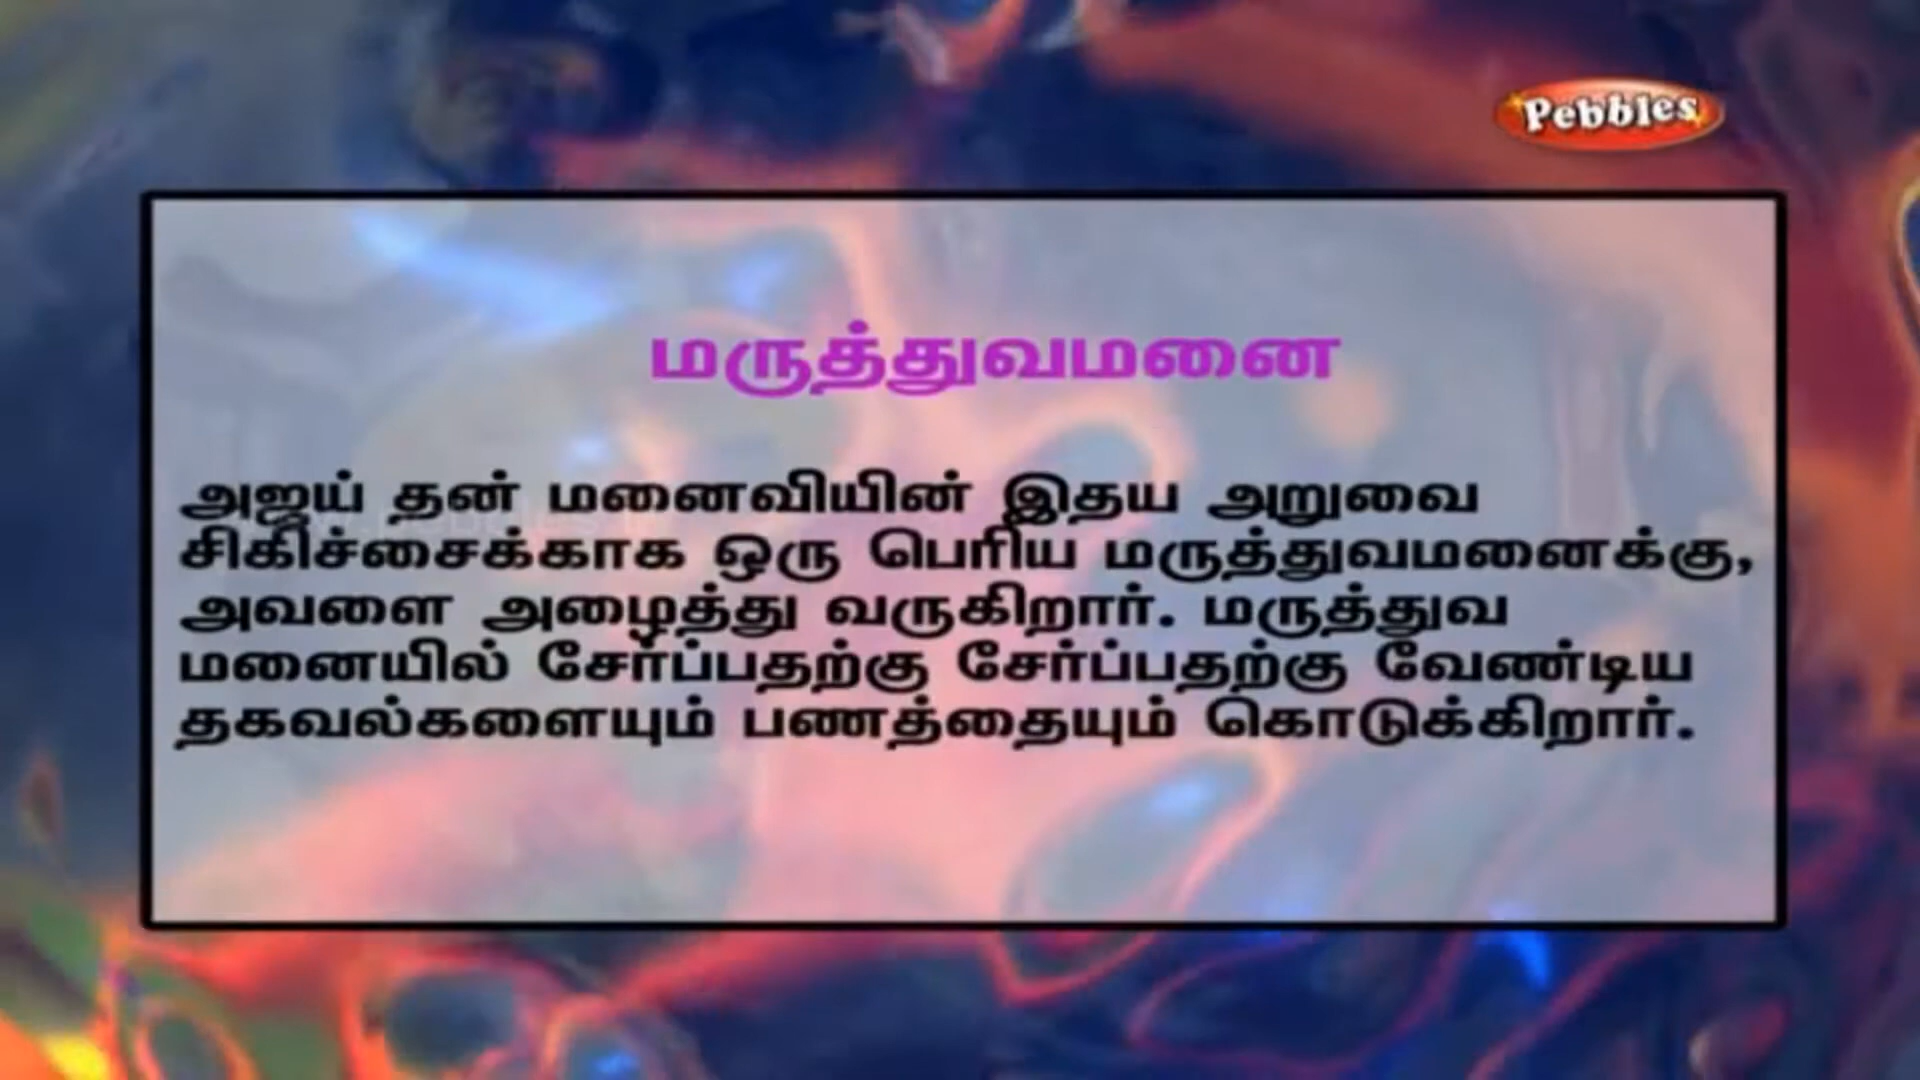 Pebbles
மருத்துவமனை
அஜய் தன் மனைவியின் இதய அறுவை
சிகிச்சைக்காக ஒரு பெரிய மருத்துவமனைக்கு,
அவளை அழைத்து வருகிறார். மருத்துவ
மனையில் சேர்ப்பதற்கு சேர்ப்பதற்கு வேண்டிய
தகவல்களையும் பணத்தையும் கொடுக்கிறார்.